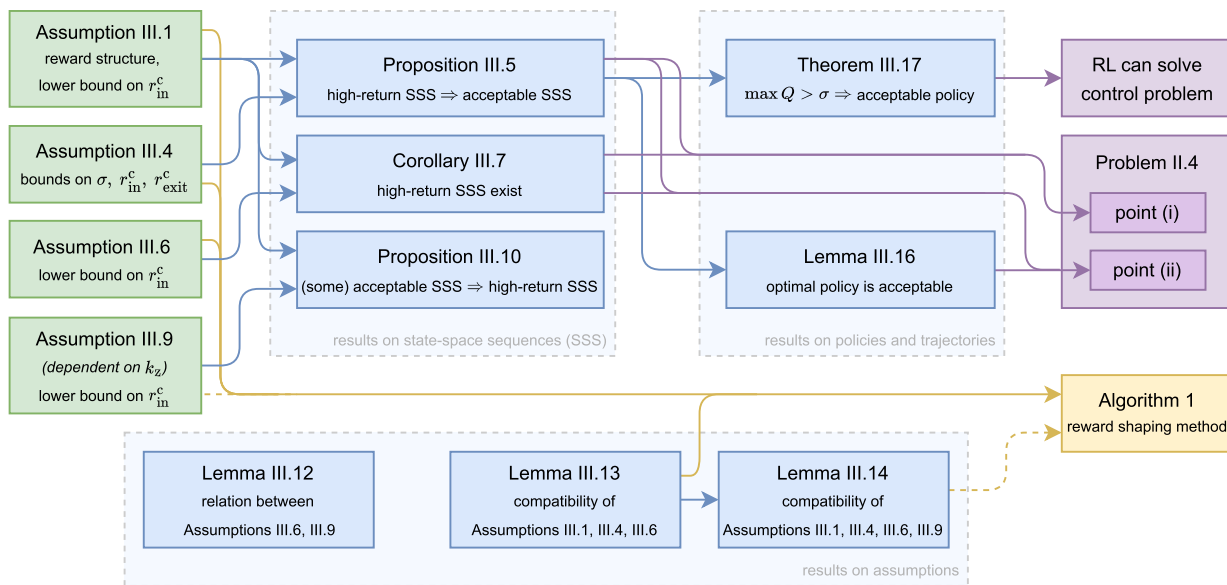 Assumption III.1
reward structure,
lower bound on r_in^c
Assumption III.4
bounds on σ, r_in^c, r_exit^c
Assumption III.6
lower bound on r_in^c
Assumption III.9
(dependent on k_z)
lower bound on r_in^c
Proposition III.5
high-return SSS ⇒ acceptable SSS
Corollary III.7
high-return SSS exist
Proposition III.10
(some) acceptable SSS ⇒ high-return SSS
results on state-space sequences (SSS)
Theorem III.17
max Q > σ ⇒ acceptable policy
Lemma III.16
optimal policy is acceptable
results on policies and trajectories
RL can solve
control problem
Problem II.4
point (i)
point (ii)
Algorithm 1
reward shaping method
Lemma III.12
relation between
Assumptions III.6, III.9
Lemma III.13
compatibility of
Assumptions III.1, III.4, III.6
Lemma III.14
compatibility of
Assumptions III.1, III.4, III.6, III.9
results on assumptions